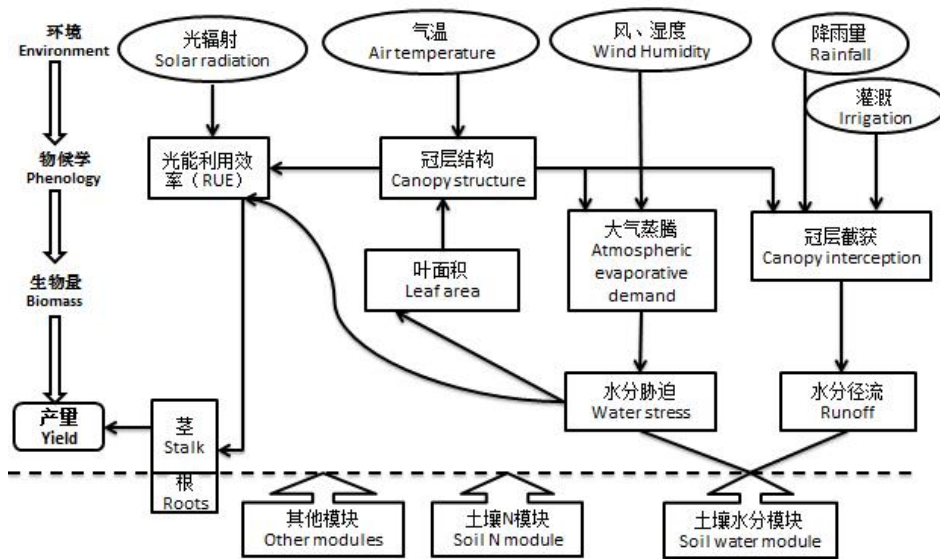 环境
Environment
光辐射
Solar radiation
气温
Air temperature
风、湿度
Wind Humidity
降雨量
Rainfall
灌溉
Irrigation
物候学
Phenology
光能利用效
率（RUE）
冠层结构
Canopy structure
大气蒸腾
Atmospheric
evaporative
demand
冠层截获
Canopy interception
生物量
Biomass
叶面积
Leaf area
水分胁迫
Water stress
水分径流
Runoff
产量
Yield
茎
Stalk
根
Roots
其他模块
Other modules
土壤N模块
Soil N module
土壤水分模块
Soil water module